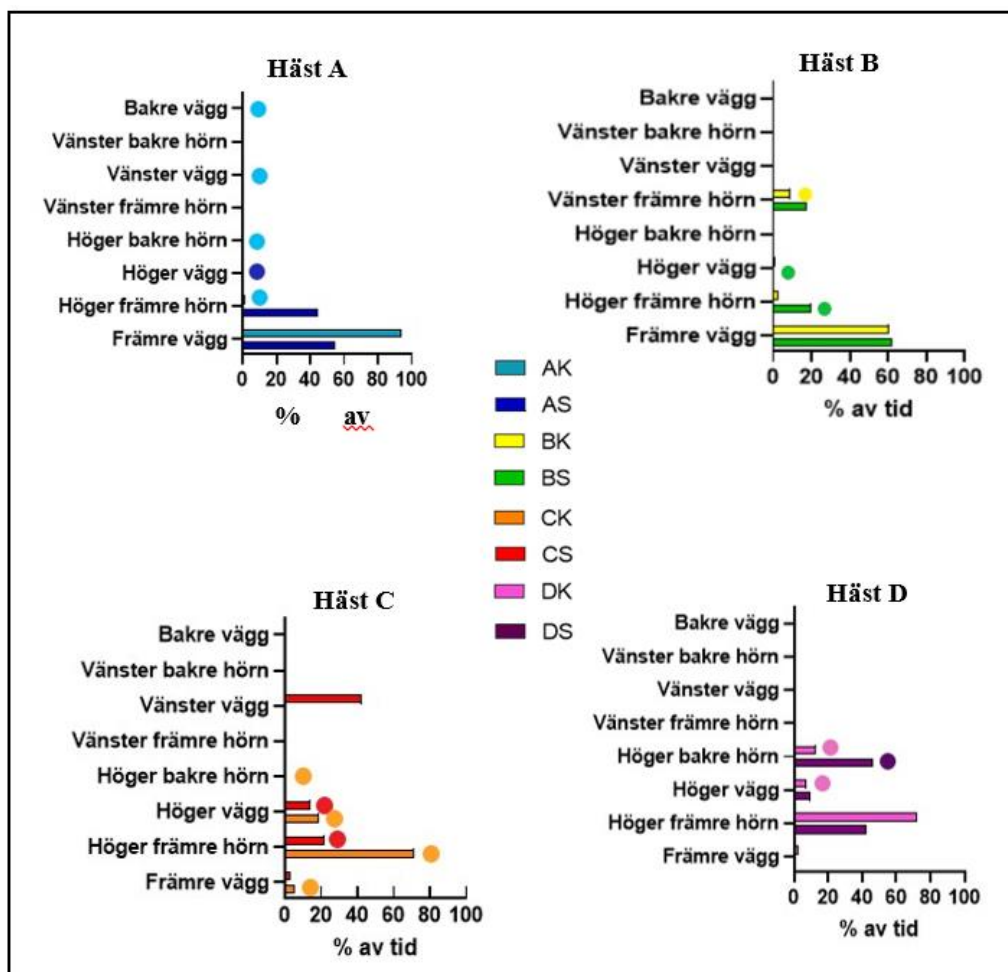 Häst A
Bakre vägg
Vänster bakre hörn
Vänster vägg
Vänster främre hörn
Höger bakre hörn
Höger vägg
Höger främre hörn
Främre vägg
0 20 40 60 80 100
% av
Häst B
Bakre vägg
Vänster bakre hörn
Vänster vägg
Vänster främre hörn
Höger bakre hörn
Höger vägg
Höger främre hörn
Främre vägg
0 20 40 60 80 100
% av tid
AK
AS
BK
BS
CK
CS
DK
DS
Häst C
Bakre vägg
Vänster bakre hörn
Vänster vägg
Vänster främre hörn
Höger bakre hörn
Höger vägg
Höger främre hörn
Främre vägg
0 20 40 60 80 100
% av tid
Häst D
Bakre vägg
Vänster bakre hörn
Vänster vägg
Vänster främre hörn
Höger bakre hörn
Höger vägg
Höger främre hörn
Främre vägg
0 20 40 60 80 100
% av tid